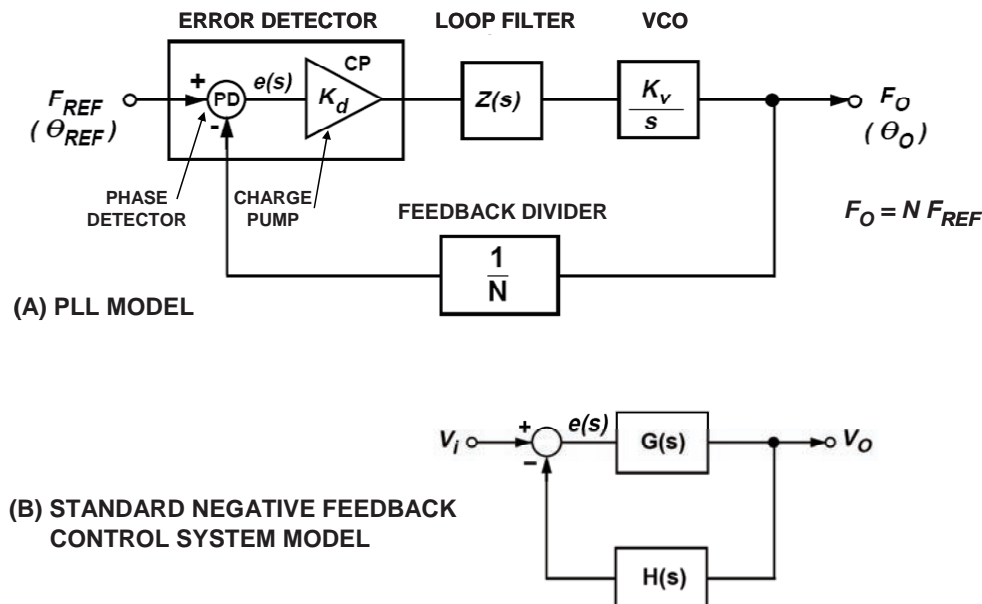 ERROR DETECTOR
LOOP FILTER
VCO
CP
+
PD
-
e(s)
K_d
Z(s)
K_v
s
F_REF
(θ_REF)
F_O
(θ_O)
PHASE
DETECTOR
CHARGE
PUMP
FEEDBACK DIVIDER
F_O = N F_REF
1
N
(A) PLL MODEL
V_i
+
−
e(s)
G(s)
V_O
(B) STANDARD NEGATIVE FEEDBACK
CONTROL SYSTEM MODEL
H(s)